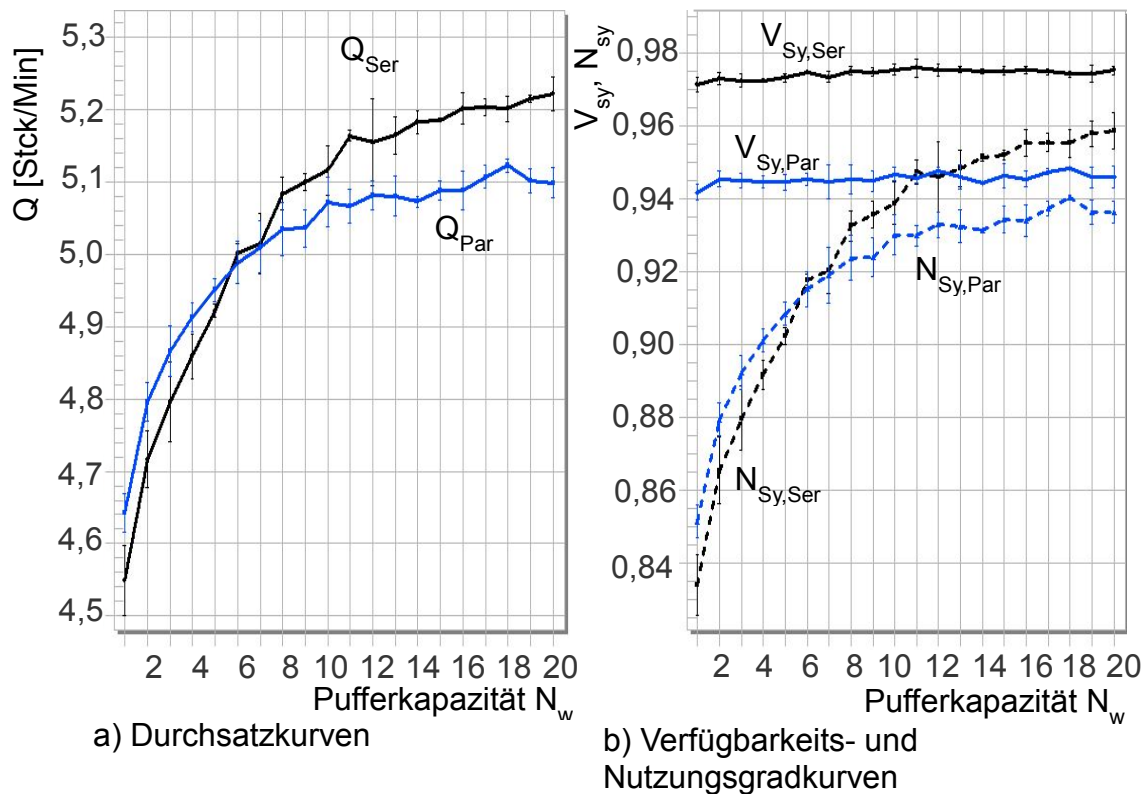 Q [Stck/Min]
5,3
5,2
5,1
5,0
4,9
4,8
4,7
4,6
4,5
Q_Ser
Q_Par
2 4 6 8 10 12 14 16 18 20
Pufferkapazität N_w
a) Durchsatzkurven
V_sy, N_sy
0,98
0,96
0,94
0,92
0,90
0,88
0,86
0,84
V_Sy,Ser
V_Sy,Par
N_Sy,Par
N_Sy,Ser
2 4 6 8 10 12 14 16 18 20
Pufferkapazität N_w
b) Verfügbarkeits- und
Nutzungsgradkurven